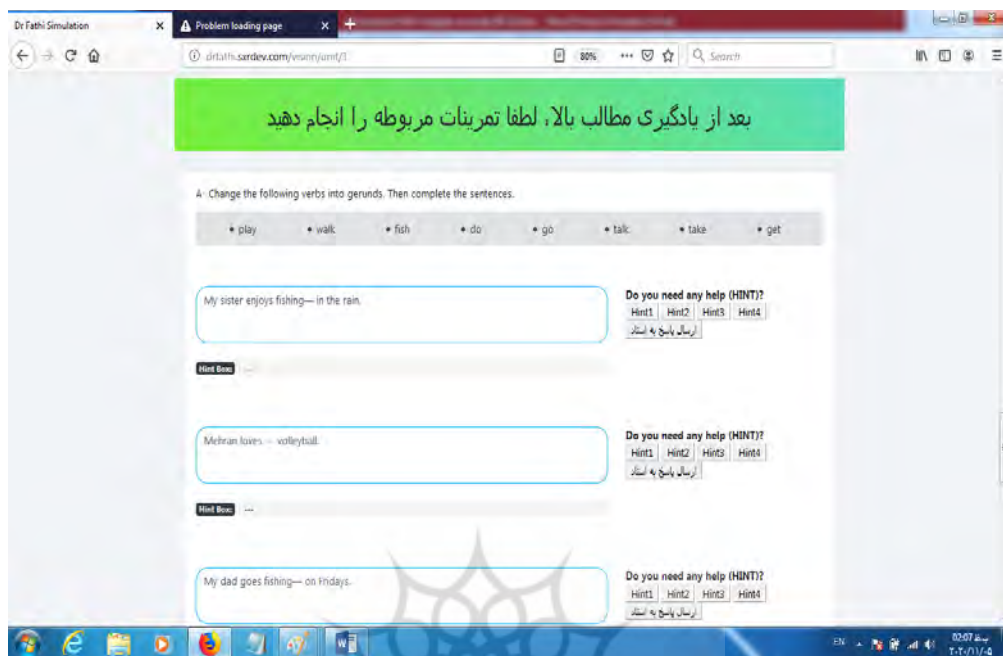 Dr Fathi Simulation
Problem loading page
drfathi.sardev.com/vision/unit/1
80%
Search
بعد از یادگیری مطالب بالا، لطفا تمرینات مربوطه را انجام دهید
A- Change the following verbs into gerunds. Then complete the sentences.
• play • walk • fish • do • go • talk • take • get
My sister enjoys fishing— in the rain.
Do you need any help (HINT)?
Hint1 Hint2 Hint3 Hint4
ارسال پاسخ به استاد
Hint Box: ---
Mehran loves — volleyball.
Do you need any help (HINT)?
Hint1 Hint2 Hint3 Hint4
ارسال پاسخ به استاد
Hint Box: ---
My dad goes fishing— on Fridays.
Do you need any help (HINT)?
Hint1 Hint2 Hint3 Hint4
ارسال پاسخ به استاد
EN
02:07